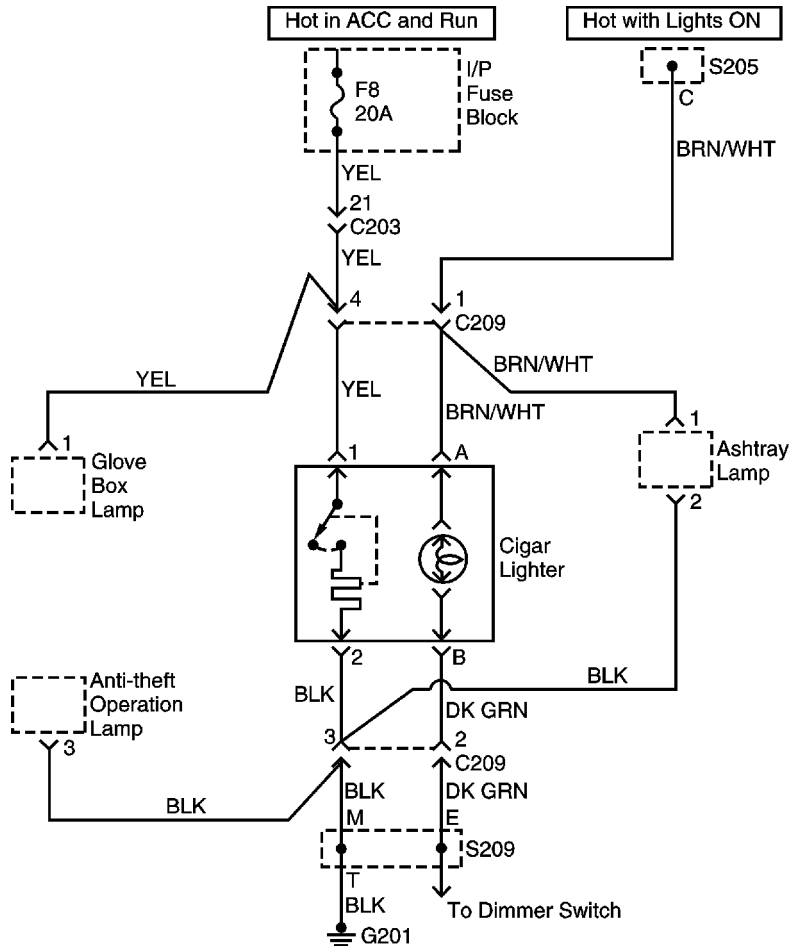 Hot in ACC and Run
Hot with Lights ON
F8
20A
I/P
Fuse
Block
S205
C
YEL
BRN/WHT
21
C203
YEL
4
1
C209
YEL
YEL
BRN/WHT
BRN/WHT
1
Glove
Box
Lamp
1
A
1
Ashtray
Lamp
2
Cigar
Lighter
2
B
Anti-theft
Operation
Lamp
3
BLK
DK GRN
BLK
3
2
C209
BLK
BLK
DK GRN
M
E
S209
T
BLK
To Dimmer Switch
G201